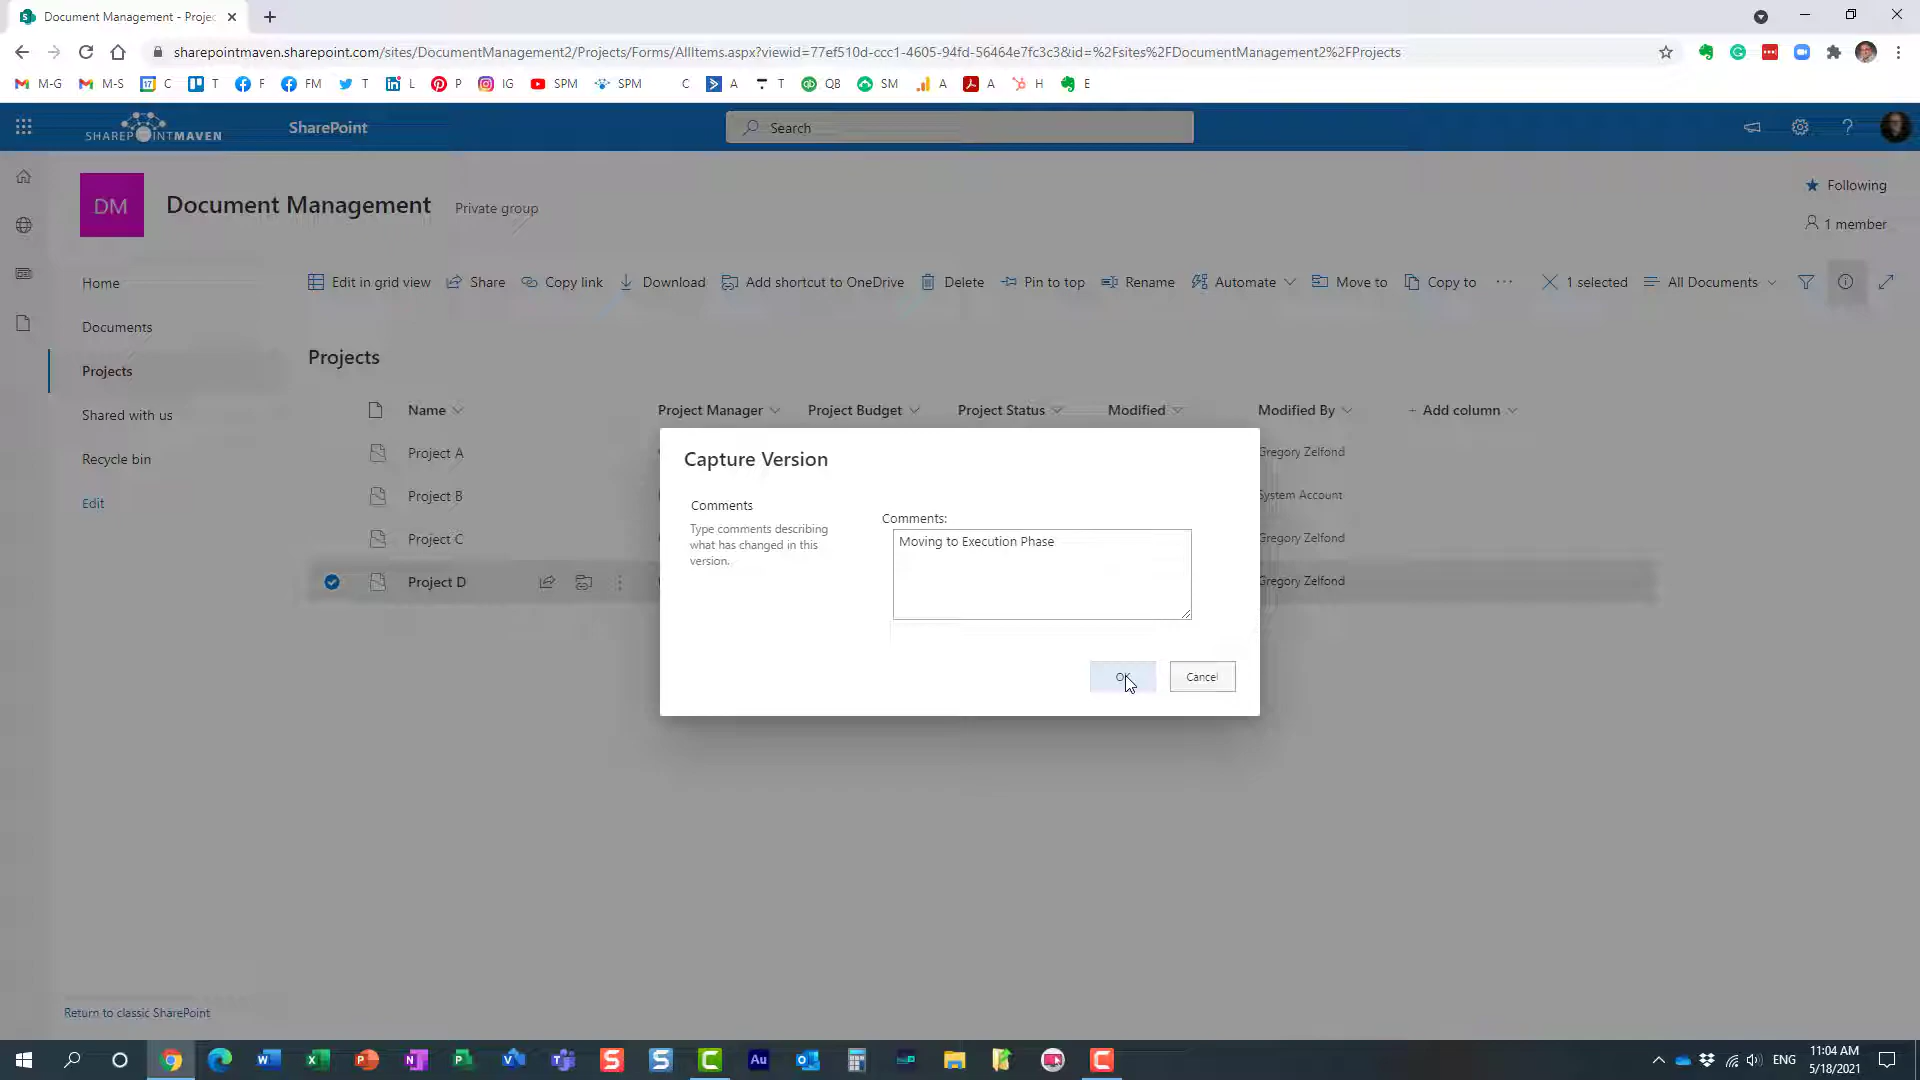 Document Management - Projec
sharepointmaven.sharepoint.com/sites/DocumentManagement2/Projects/Forms/AllItems.aspx?viewid=77ef510d-ccc1-4605-94fd-56464e7fc3c3&id=%2Fsites%2FDocumentManagement2%2FProjects
M-G M-S C T F FM T L P IG SPM SPM C A T QB SM A A H E
SHAREPOINTMAVEN SharePoint Search
DM Document Management Private group
Following
1 member
Home
Documents
Projects
Shared with us
Recycle bin
Edit
Edit in grid view Share Copy link Download Add shortcut to OneDrive Delete Pin to top Rename Automate Move to Copy to ... 1 selected All Documents
Projects
Name Project Manager Project Budget Project Status Modified Modified By + Add column
Project A Gregory Zelfond
Project B System Account
Project C Gregory Zelfond
Project D Gregory Zelfond
Capture Version
Comments
Type comments describing
what has changed in this
version.
Comments:
Moving to Execution Phase
OK Cancel
Return to classic SharePoint
ENG
11:04 AM
5/18/2021